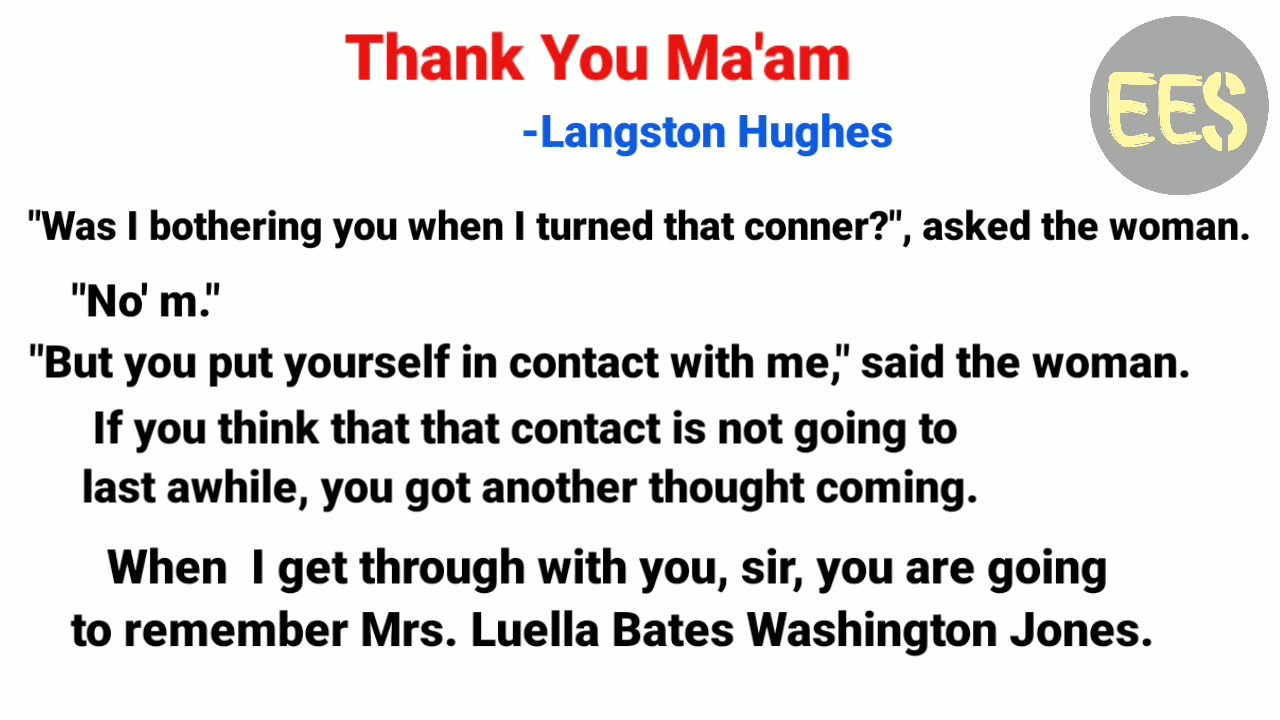 Thank You Ma'am
-Langston Hughes
EES
"Was I bothering you when I turned that conner?", asked the woman.
"No' m."
"But you put yourself in contact with me," said the woman.
If you think that that contact is not going to
last awhile, you got another thought coming.
When  I get through with you, sir, you are going
to remember Mrs. Luella Bates Washington Jones.